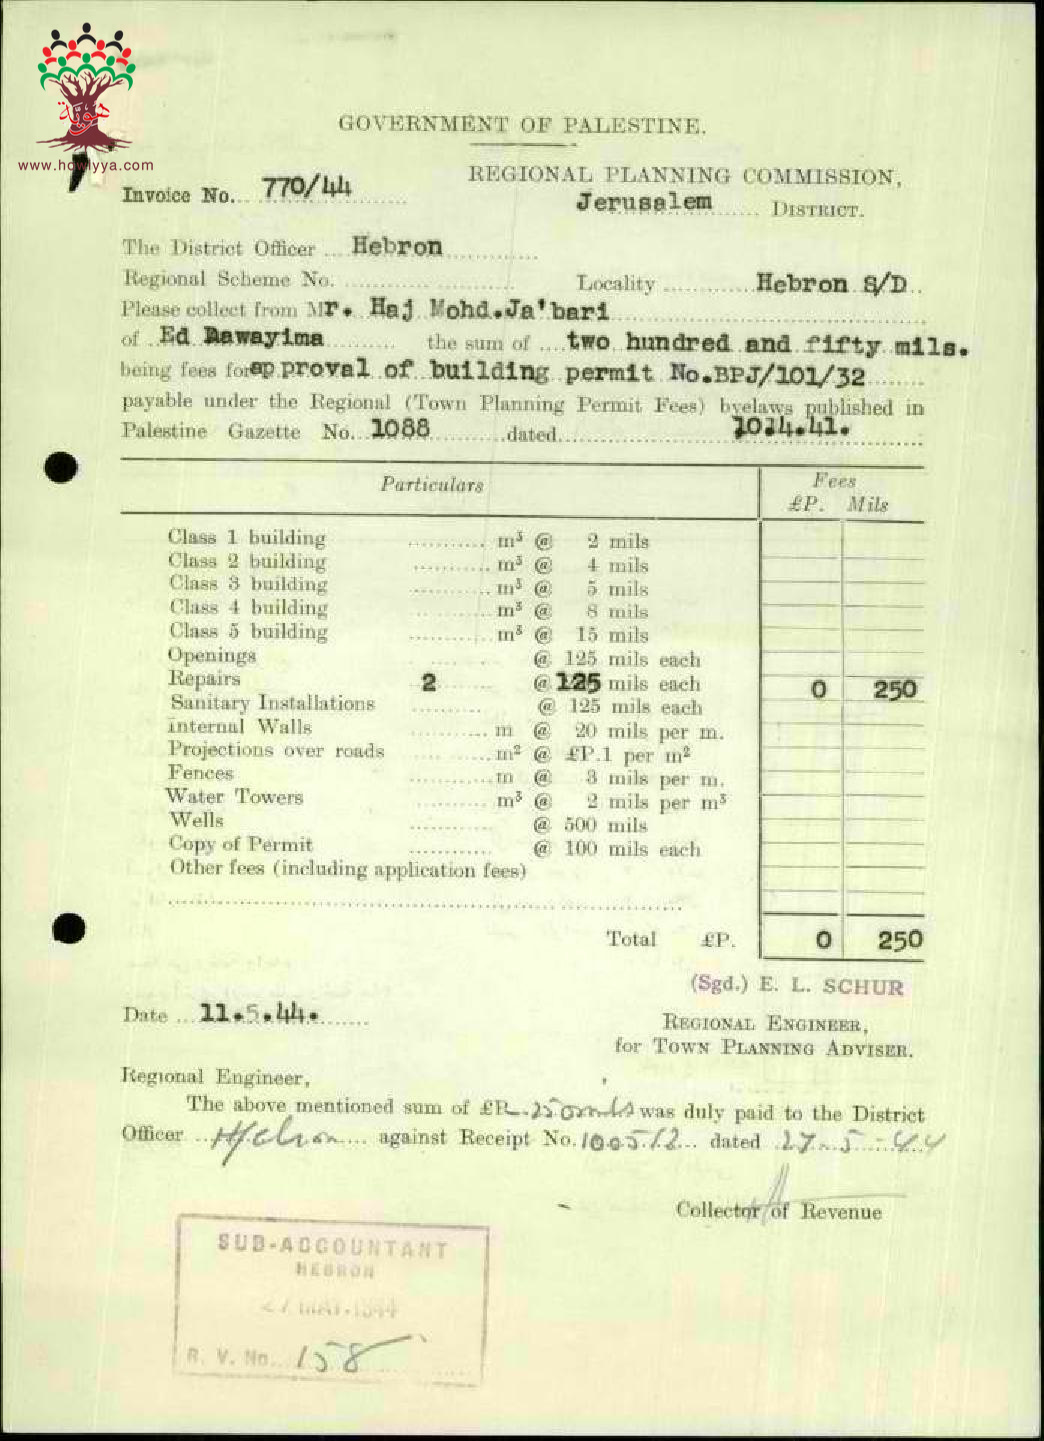 هوية
www.howiyya.com
GOVERNMENT OF PALESTINE.
REGIONAL PLANNING COMMISSION,
Invoice No... 770/44
Jerusalem DISTRICT.
The District Officer ... Hebron
Regional Scheme No. Locality Hebron S/D
Please collect from Mr. Haj Mohd.Ja'bari
of Ed Dawayima the sum of two hundred and fifty mils.
being fees for approval of building permit No.BPJ/101/32
payable under the Regional (Town Planning Permit Fees) byelaws published in
Palestine Gazette No. 1088 dated 10.4.41.
Particulars Fees
£P. Mils
Class 1 building m³ @ 2 mils
Class 2 building m³ @ 4 mils
Class 3 building m³ @ 5 mils
Class 4 building m³ @ 8 mils
Class 5 building m³ @ 15 mils
Openings @ 125 mils each
Repairs 2 @ 125 mils each 0 250
Sanitary Installations @ 125 mils each
Internal Walls m @ 20 mils per m.
Projections over roads m² @ £P.1 per m²
Fences m @ 3 mils per m.
Water Towers m³ @ 2 mils per m³
Wells @ 500 mils
Copy of Permit @ 100 mils each
Other fees (including application fees)
Total £P. 0 250
(Sgd.) E. L. SCHUR
Date ... 11.5.44.
REGIONAL ENGINEER,
for TOWN PLANNING ADVISER.
Regional Engineer,
The above mentioned sum of £P. 250 mils was duly paid to the District
Officer Hebron against Receipt No. 100512 dated 27-5-44
Collector of Revenue
SUB-ACCOUNTANT
HEBRON
27 MAY.1944
R. V. No. 158